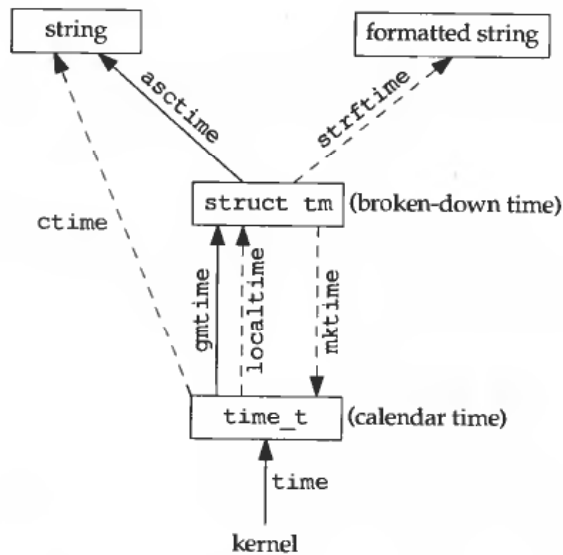 string
formatted string
asctime
strftime
struct tm (broken-down time)
ctime
gmtime
localtime
mktime
time_t (calendar time)
time
kernel